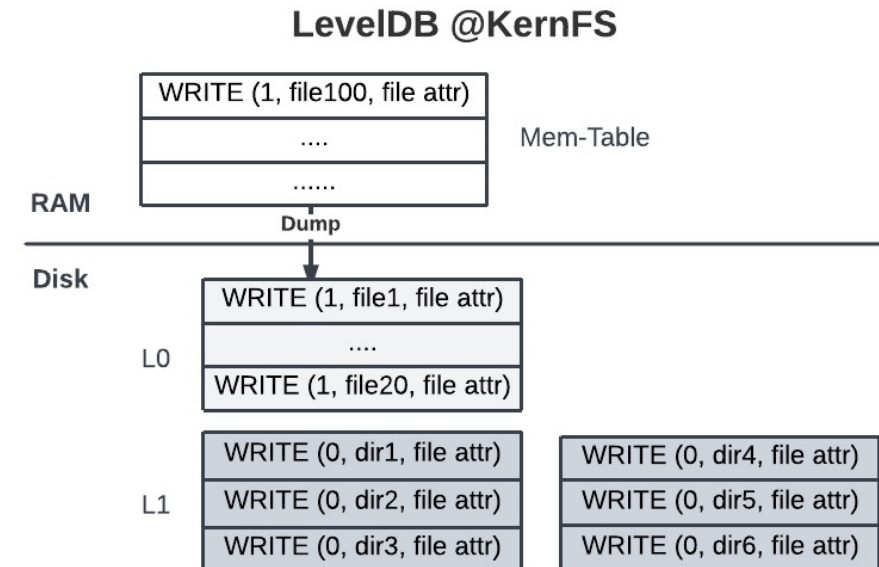 LevelDB @KernFS
WRITE (1, file100, file attr)
....
Mem-Table
......
RAM
Dump
Disk
WRITE (1, file1, file attr)
....
L0
WRITE (1, file20, file attr)
WRITE (0, dir1, file attr)
WRITE (0, dir4, file attr)
L1
WRITE (0, dir2, file attr)
WRITE (0, dir5, file attr)
WRITE (0, dir3, file attr)
WRITE (0, dir6, file attr)